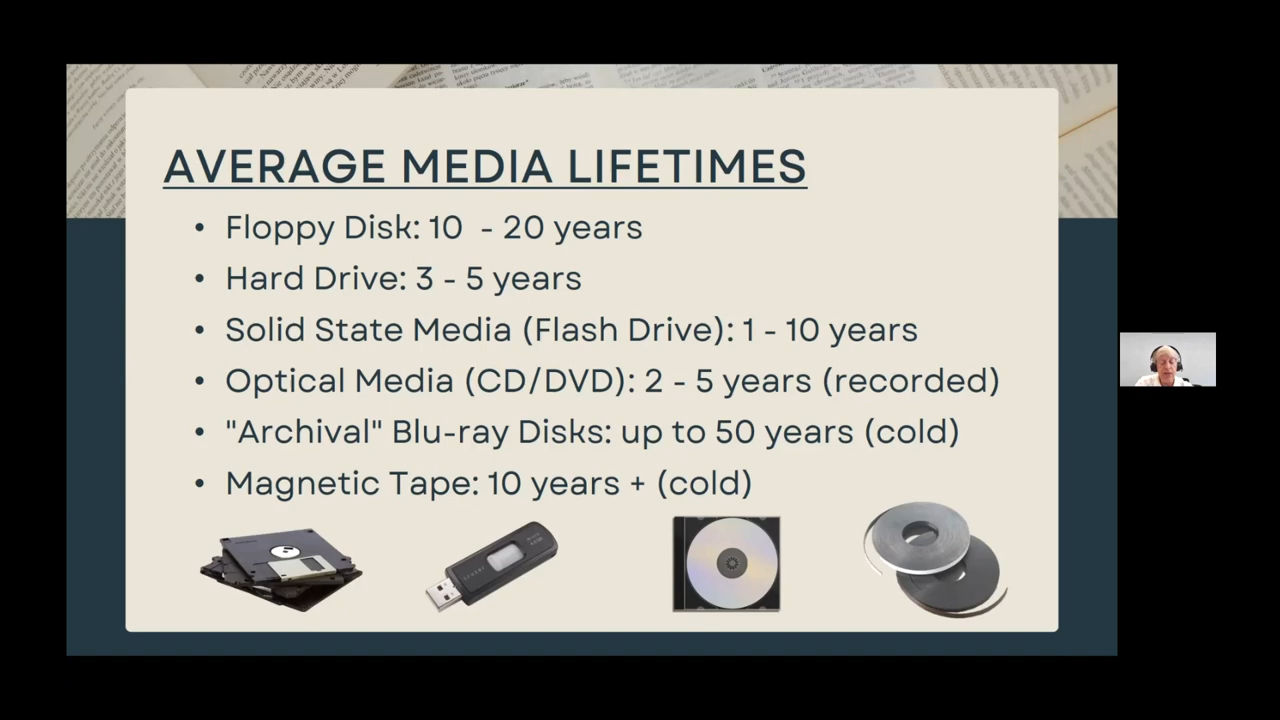 AVERAGE MEDIA LIFETIMES
• Floppy Disk: 10 - 20 years
• Hard Drive: 3 - 5 years
• Solid State Media (Flash Drive): 1 - 10 years
• Optical Media (CD/DVD): 2 - 5 years (recorded)
• "Archival" Blu-ray Disks: up to 50 years (cold)
• Magnetic Tape: 10 years + (cold)